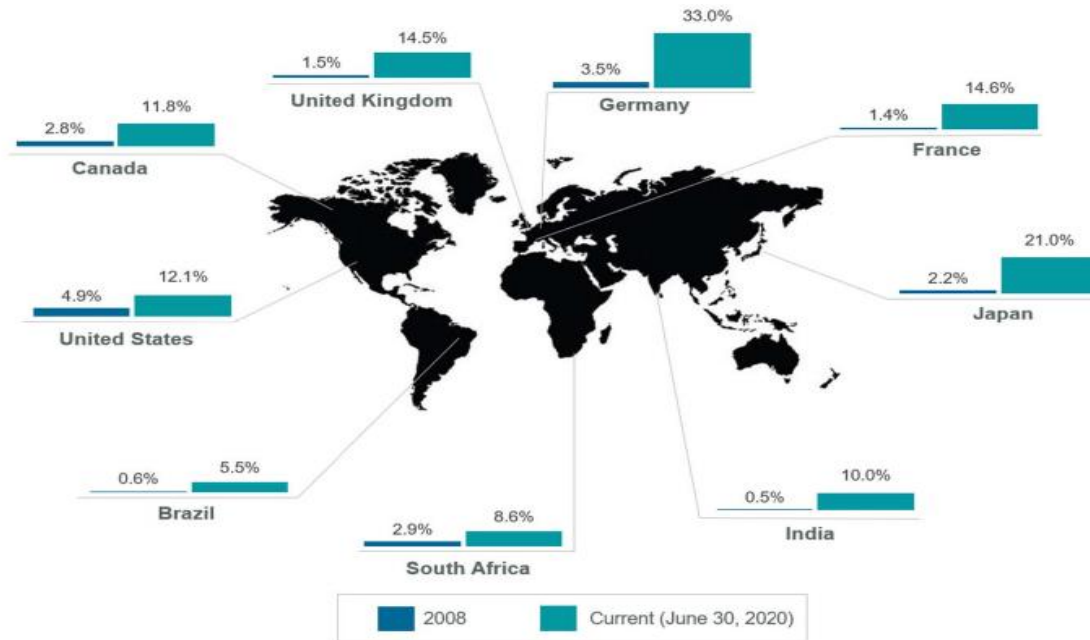 33.0%
14.5%
1.5%
3.5%
United Kingdom
Germany
14.6%
11.8%
2.8%
1.4%
Canada
France
21.0%
12.1%
4.9%
2.2%
United States
Japan
5.5%
0.6%
10.0%
0.5%
Brazil
India
8.6%
2.9%
South Africa
2008 Current (June 30, 2020)